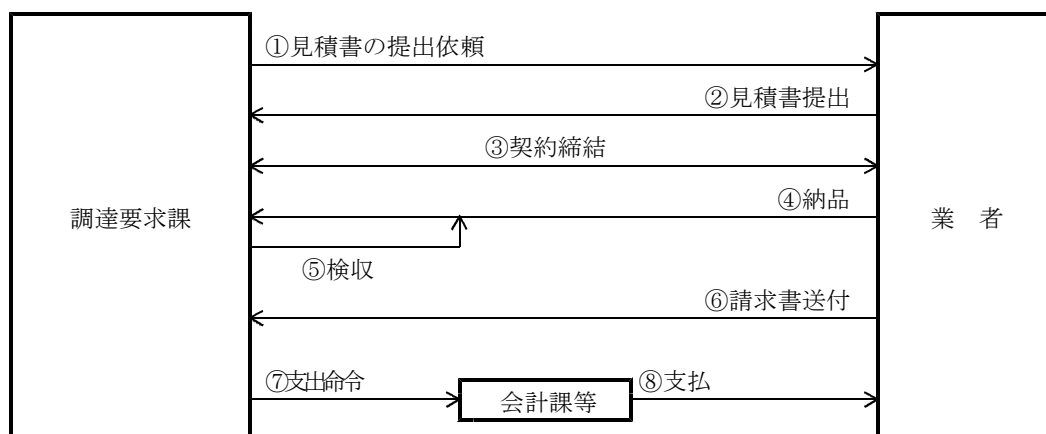 ①見積書の提出依頼
②見積書提出
③契約締結
調達要求課
④納品
業　者
⑤検収
⑥請求書送付
⑦支出命令
⑧支払
会計課等